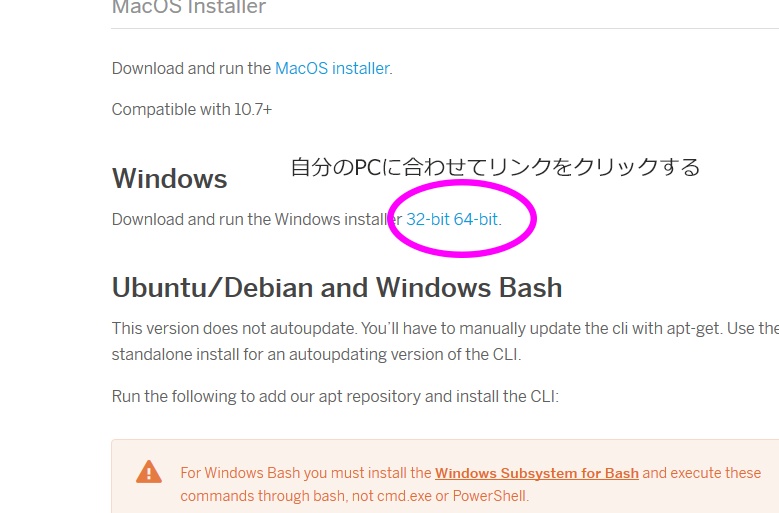 MacOS Installer
Download and run the MacOS installer.
Compatible with 10.7+
自分のPCに合わせてリンクをクリックする
Windows
Download and run the Windows installer 32-bit 64-bit.
Ubuntu/Debian and Windows Bash
This version does not autoupdate. You’ll have to manually update the cli with apt-get. Use the
standalone install for an autoupdating version of the CLI.
Run the following to add our apt repository and install the CLI:
For Windows Bash you must install the Windows Subsystem for Bash and execute these
commands through bash, not cmd.exe or PowerShell.